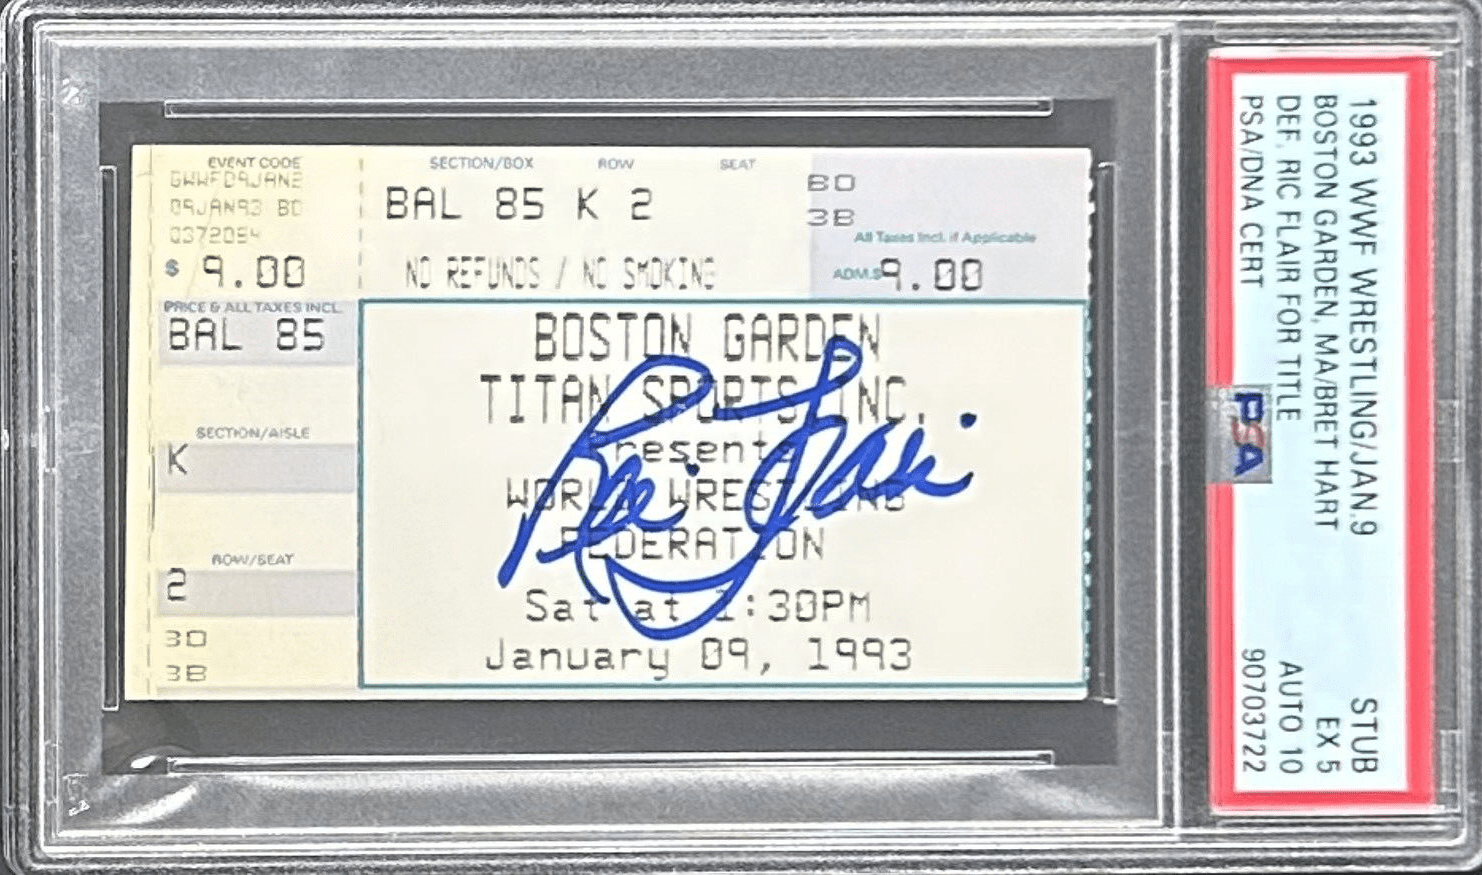 EVENT CODE
GWWFD9JAN2
09JAN93 BO
Q372054
$ 9.00
PRICE & ALL TAXES INCL.
BAL 85
SECTION/AISLE
K
ROW/SEAT
2
BO
3B
SECTION/BOX ROW SEAT
BAL 85 K 2
BO
3B
All Taxes Incl. if Applicable
NO REFUNDS / NO SMOKING
ADM.$ 9.00
BOSTON GARDEN
TITAN SPORTS INC.
Presents
WORLD WRESTLING
FEDERATION
Sat at 1:30PM
January 09, 1993
Ric Flair
1993 WWF WRESTLING/JAN.9 STUB
BOSTON GARDEN, MA/BRET HART EX 5
DEF. RIC FLAIR FOR TITLE AUTO 10
PSA/DNA CERT 90703722
PSA